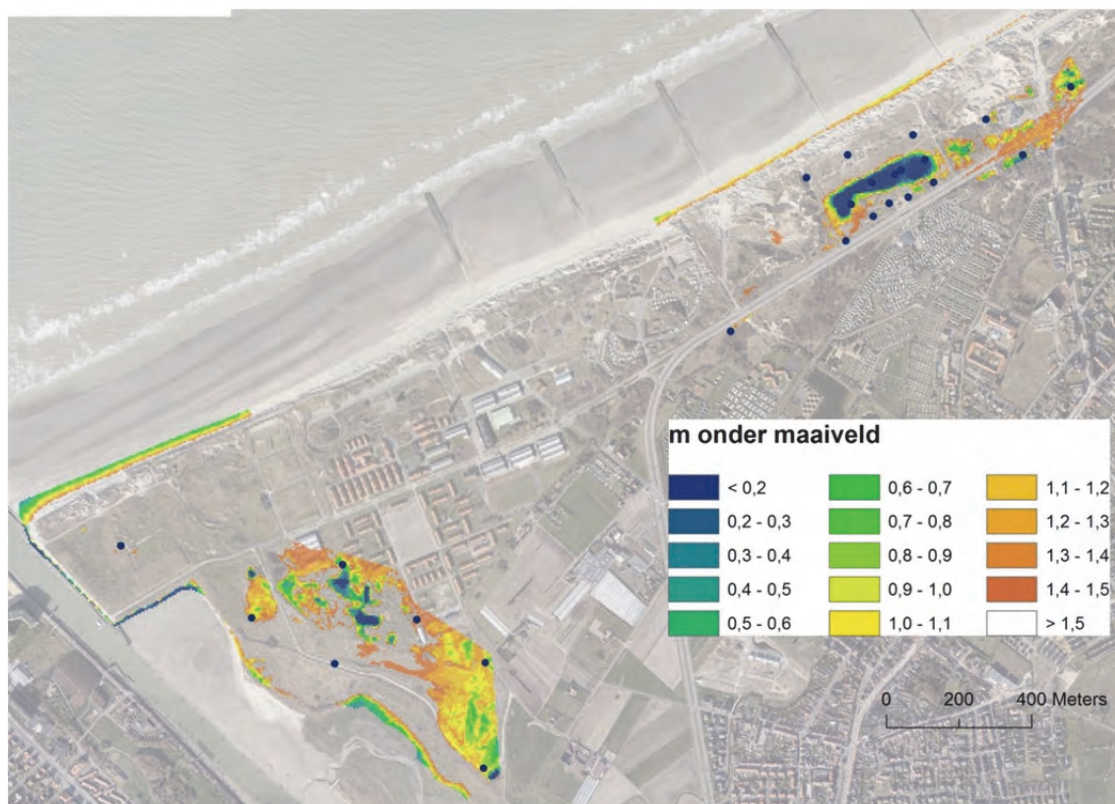 m onder maaiveld
< 0,2
0,2 - 0,3
0,3 - 0,4
0,4 - 0,5
0,5 - 0,6
0,6 - 0,7
0,7 - 0,8
0,8 - 0,9
0,9 - 1,0
1,0 - 1,1
1,1 - 1,2
1,2 - 1,3
1,3 - 1,4
1,4 - 1,5
> 1,5
0 200 400 Meters